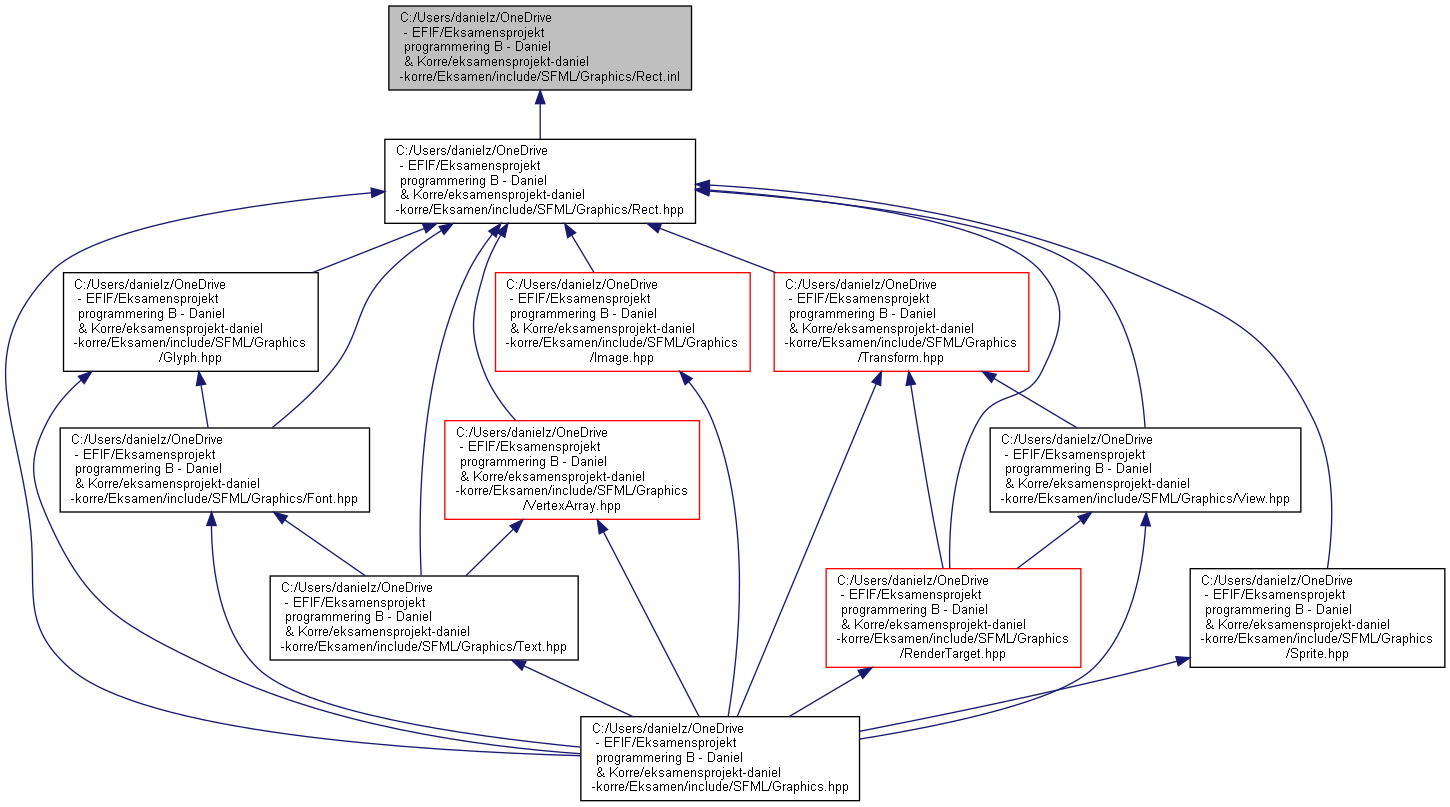 C:/Users/danielz/OneDrive
- EFIF/Eksamensprojekt
programmering B - Daniel
& Korre/eksamensprojekt-daniel
-korre/Eksamen/include/SFML/Graphics/Rect.inl
C:/Users/danielz/OneDrive
- EFIF/Eksamensprojekt
programmering B - Daniel
& Korre/eksamensprojekt-daniel
-korre/Eksamen/include/SFML/Graphics/Rect.hpp
C:/Users/danielz/OneDrive
- EFIF/Eksamensprojekt
programmering B - Daniel
& Korre/eksamensprojekt-daniel
-korre/Eksamen/include/SFML/Graphics
/Glyph.hpp
C:/Users/danielz/OneDrive
- EFIF/Eksamensprojekt
programmering B - Daniel
& Korre/eksamensprojekt-daniel
-korre/Eksamen/include/SFML/Graphics
/Image.hpp
C:/Users/danielz/OneDrive
- EFIF/Eksamensprojekt
programmering B - Daniel
& Korre/eksamensprojekt-daniel
-korre/Eksamen/include/SFML/Graphics
/Transform.hpp
C:/Users/danielz/OneDrive
- EFIF/Eksamensprojekt
programmering B - Daniel
& Korre/eksamensprojekt-daniel
-korre/Eksamen/include/SFML/Graphics/Font.hpp
C:/Users/danielz/OneDrive
- EFIF/Eksamensprojekt
programmering B - Daniel
& Korre/eksamensprojekt-daniel
-korre/Eksamen/include/SFML/Graphics
/VertexArray.hpp
C:/Users/danielz/OneDrive
- EFIF/Eksamensprojekt
programmering B - Daniel
& Korre/eksamensprojekt-daniel
-korre/Eksamen/include/SFML/Graphics/View.hpp
C:/Users/danielz/OneDrive
- EFIF/Eksamensprojekt
programmering B - Daniel
& Korre/eksamensprojekt-daniel
-korre/Eksamen/include/SFML/Graphics/Text.hpp
C:/Users/danielz/OneDrive
- EFIF/Eksamensprojekt
programmering B - Daniel
& Korre/eksamensprojekt-daniel
-korre/Eksamen/include/SFML/Graphics
/RenderTarget.hpp
C:/Users/danielz/OneDrive
- EFIF/Eksamensprojekt
programmering B - Daniel
& Korre/eksamensprojekt-daniel
-korre/Eksamen/include/SFML/Graphics
/Sprite.hpp
C:/Users/danielz/OneDrive
- EFIF/Eksamensprojekt
programmering B - Daniel
& Korre/eksamensprojekt-daniel
-korre/Eksamen/include/SFML/Graphics.hpp